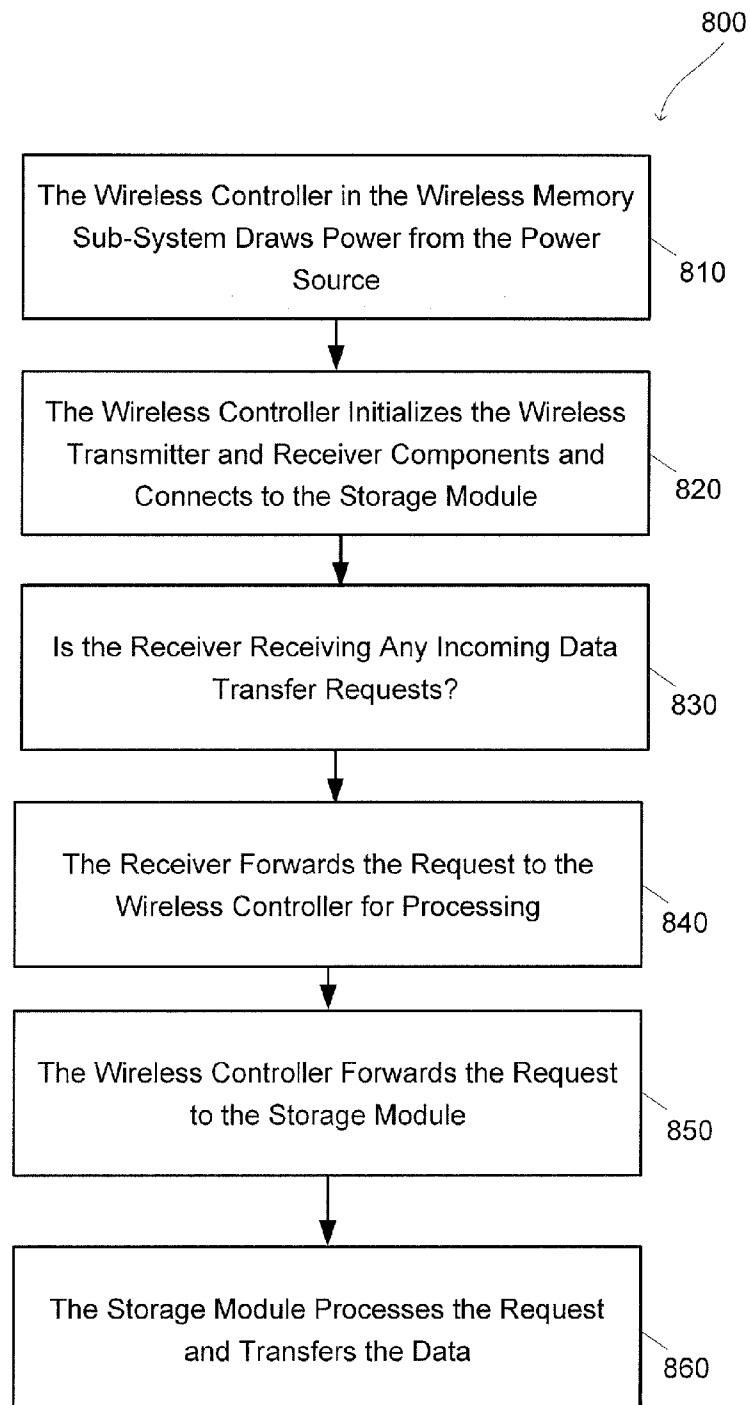 800
The Wireless Controller in the Wireless Memory
Sub-System Draws Power from the Power
Source
810
The Wireless Controller Initializes the Wireless
Transmitter and Receiver Components and
Connects to the Storage Module
820
Is the Receiver Receiving Any Incoming Data
Transfer Requests?
830
The Receiver Forwards the Request to the
Wireless Controller for Processing
840
The Wireless Controller Forwards the Request
to the Storage Module
850
The Storage Module Processes the Request
and Transfers the Data
860